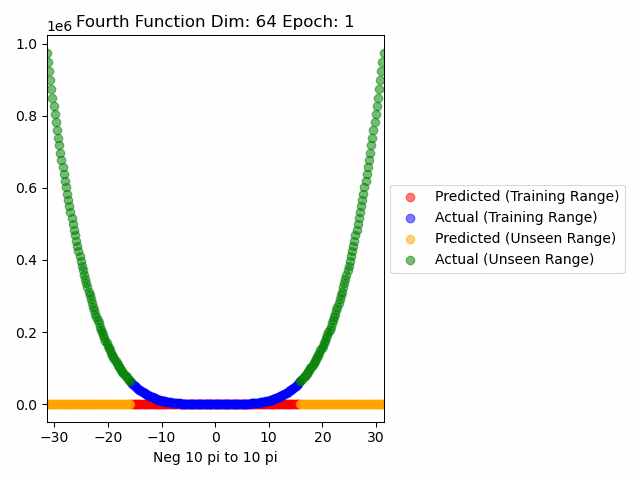 Fourth Function Dim: 64 Epoch: 1
1e6
1.0
0.8
0.6
0.4
0.2
0.0
−30
−20
−10
0
10
20
30
Neg 10 pi to 10 pi
Predicted (Training Range)
Actual (Training Range)
Predicted (Unseen Range)
Actual (Unseen Range)